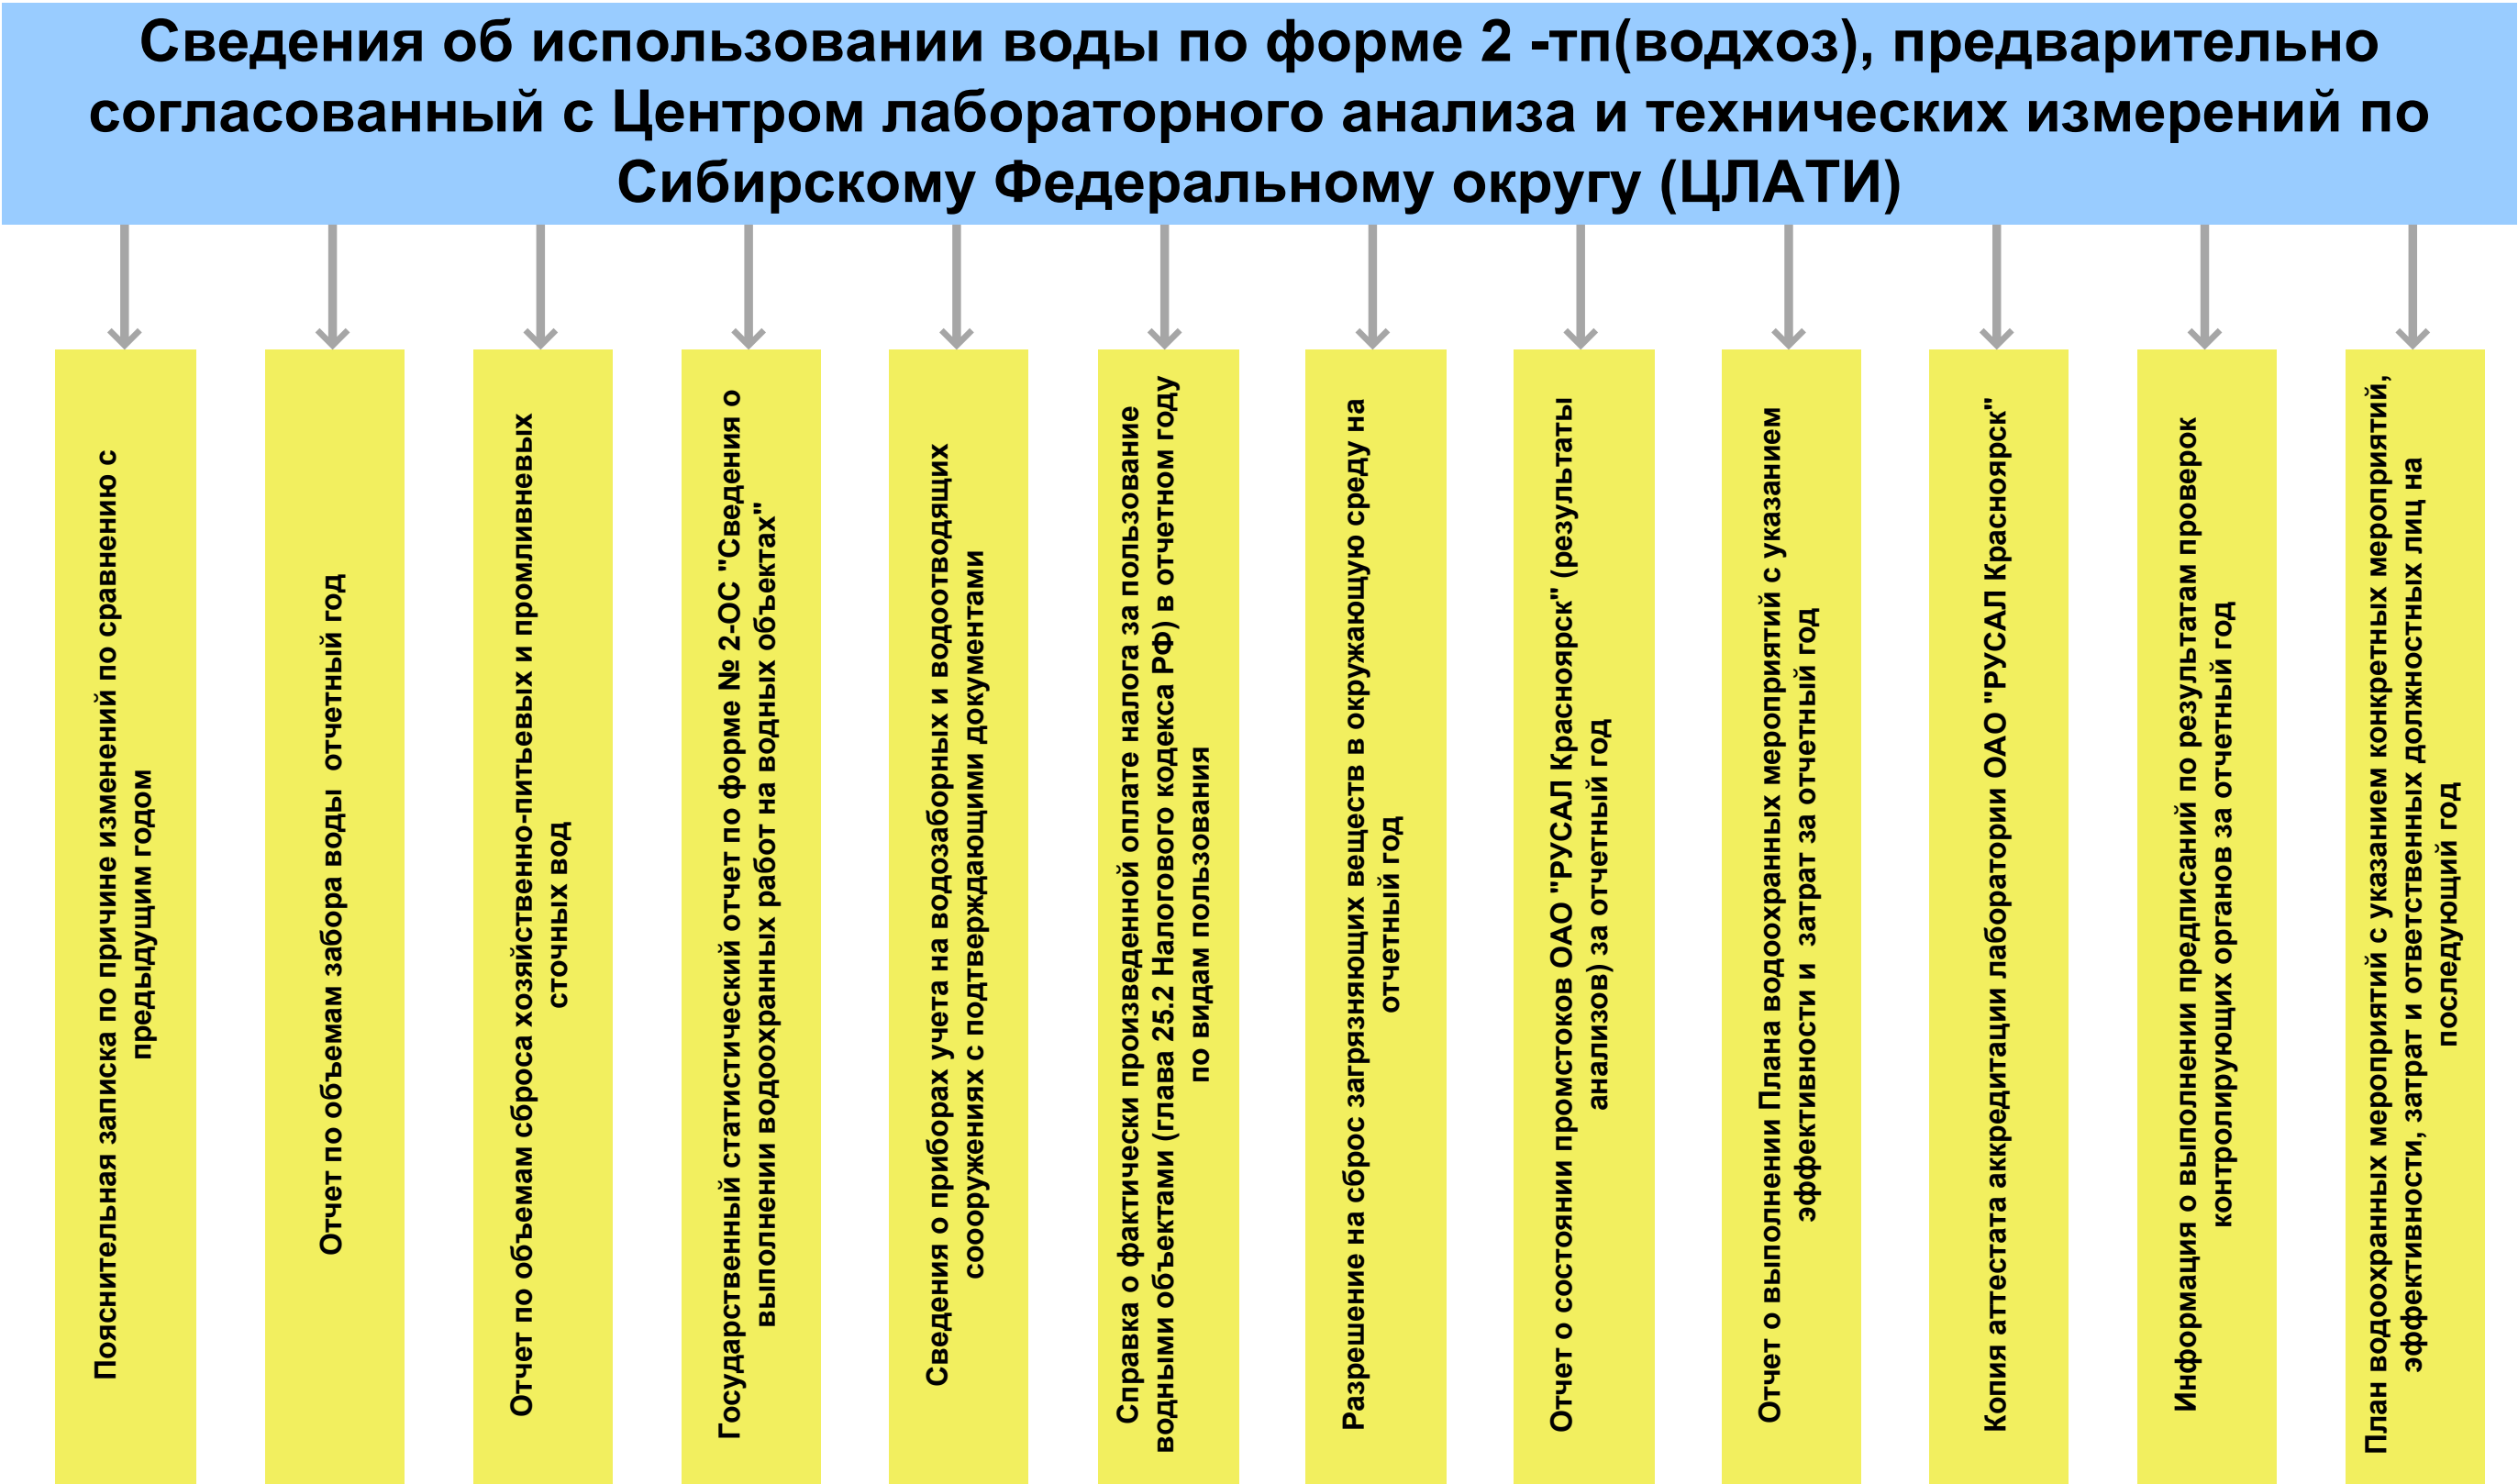 Сведения об использовании воды по форме 2 -тп(водхоз), предварительно
согласованный с Центром лабораторного анализа и технических измерений по
Сибирскому Федеральному округу (ЦЛАТИ)
Пояснительная записка по причине изменений по сравнению с
предыдущим годом
Отчет по объемам забора воды  отчетный год
Отчет по объемам сброса хозяйственно-питьевых и промливневых
сточных вод
Государственный статистический отчет по форме № 2-ОС "Сведения о
выполнении водоохранных работ на водных объектах"
Сведения о приборах учета на водозаборных и водоотводящих
соооружениях с подтверждающими документами
Справка о фактически произведенной оплате налога за пользование
водными объектами (глава 25.2 Налогового кодекса РФ) в отчетном году
по видам пользования
Разрешение на сброс загрязняющих веществ в окружающую среду на
отчетный год
Отчет о состоянии промстоков ОАО "РУСАЛ Красноярск" (результаты
анализов) за отчетный год
Отчет о выполнении Плана водоохранных мероприятий с указанием
эффективности и  затрат за отчетный год
Копия аттестата аккредитации лаборатории ОАО "РУСАЛ Красноярск"
Информация о выполнении предписаний по результатам проверок
контролирующих органов за отчетный год
План водоохранных мероприятий с указанием конкретных мероприятий,
эффективности, затрат и ответственных должностных лиц на
последующий год